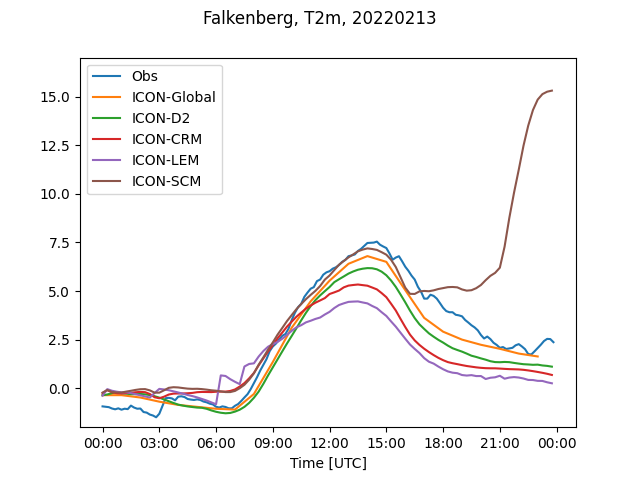 Falkenberg, T2m, 20220213
Obs
ICON-Global
ICON-D2
ICON-CRM
ICON-LEM
ICON-SCM
15.0
12.5
10.0
7.5
5.0
2.5
0.0
00:00 03:00 06:00 09:00 12:00 15:00 18:00 21:00 00:00
Time [UTC]